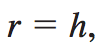 r = h,